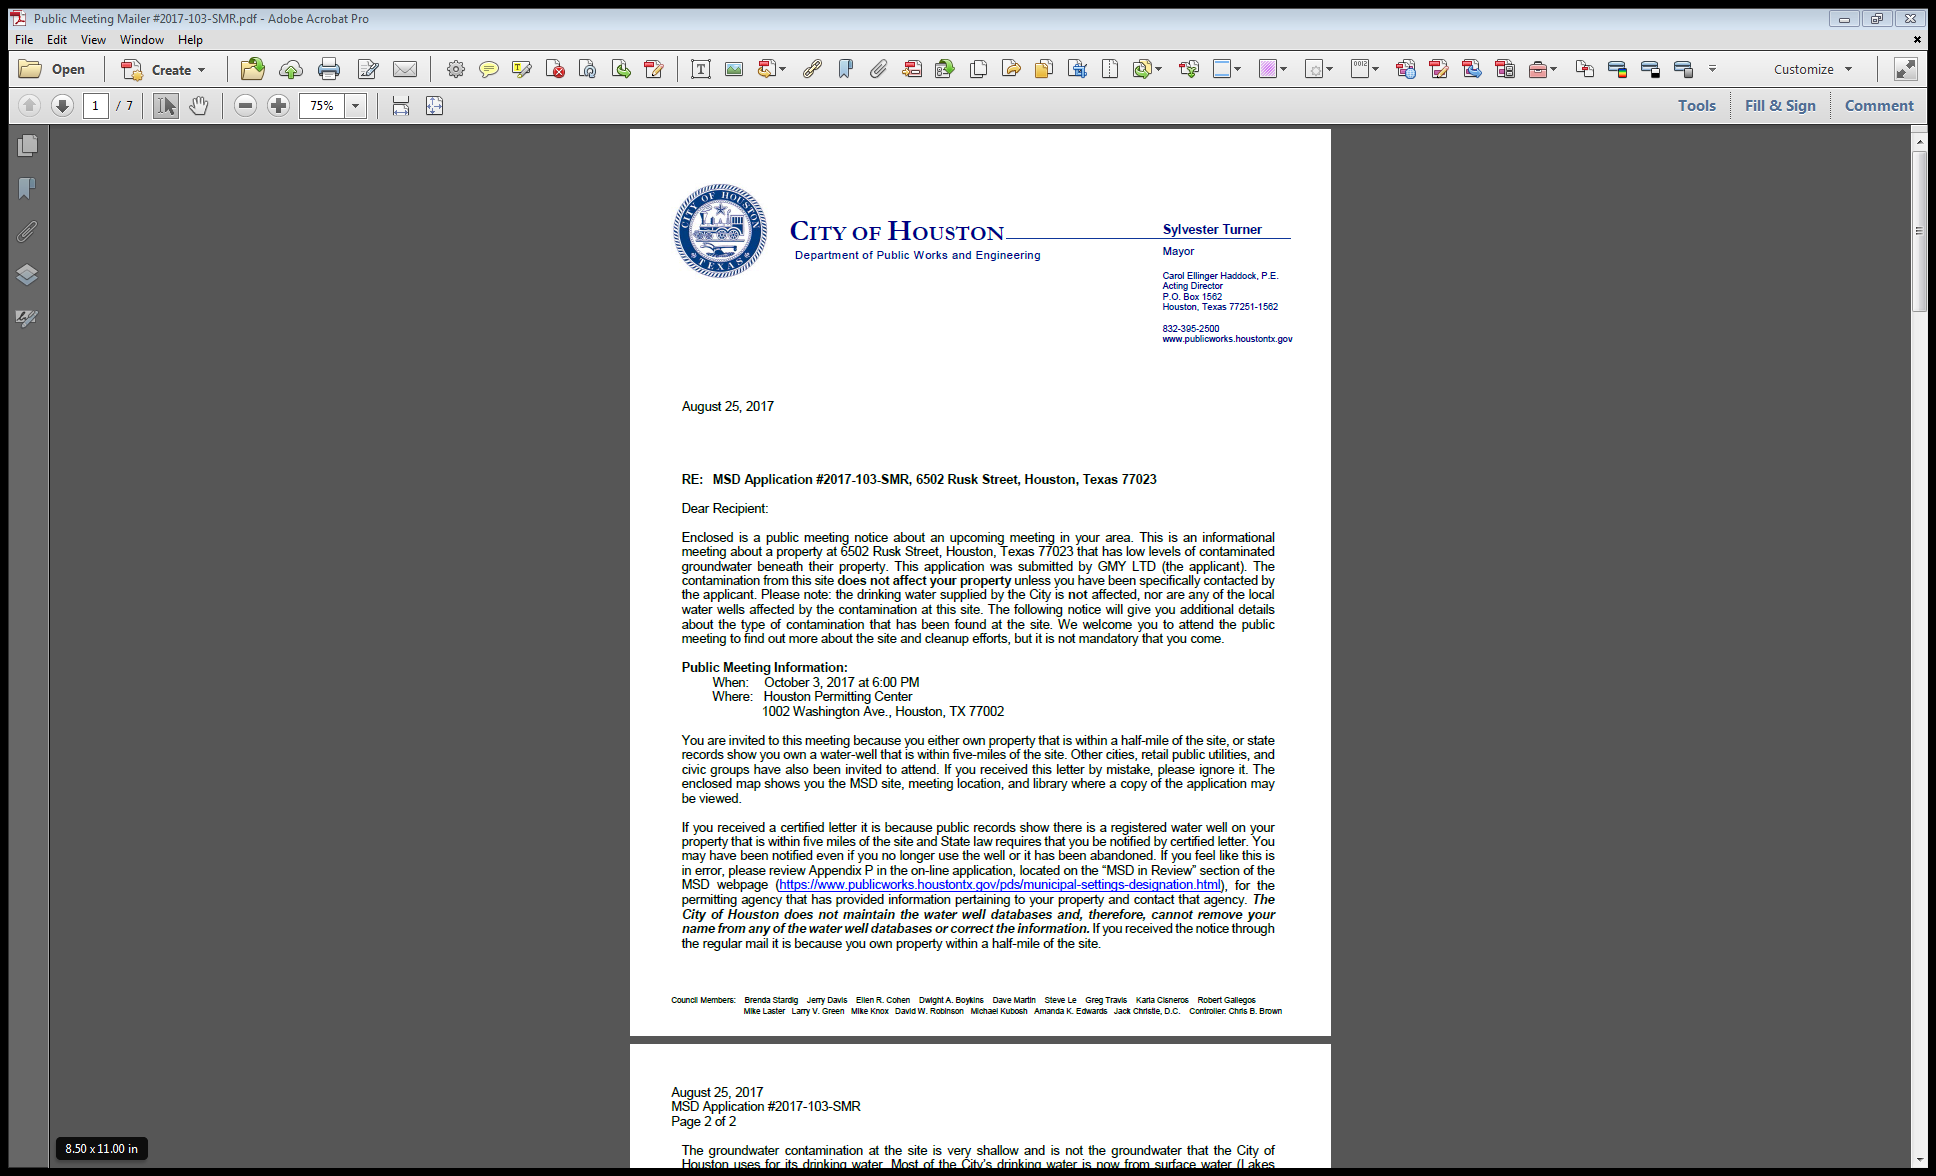 Public Meeting Mailer #2017-103-SMR.pdf - Adobe Acrobat Pro
File Edit View Window Help
Open Create Customize
1 / 7 75% Tools Fill & Sign Comment
CITY OF HOUSTON
TEXAS
CITY OF HOUSTON
Department of Public Works and Engineering
Sylvester Turner
Mayor
Carol Ellinger Haddock, P.E.
Acting Director
P.O. Box 1562
Houston, Texas 77251-1562
832-395-2500
www.publicworks.houstontx.gov
August 25, 2017
RE: MSD Application #2017-103-SMR, 6502 Rusk Street, Houston, Texas 77023
Dear Recipient:
Enclosed is a public meeting notice about an upcoming meeting in your area. This is an informational
meeting about a property at 6502 Rusk Street, Houston, Texas 77023 that has low levels of contaminated
groundwater beneath their property. This application was submitted by GMY LTD (the applicant). The
contamination from this site does not affect your property unless you have been specifically contacted by
the applicant. Please note: the drinking water supplied by the City is not affected, nor are any of the local
water wells affected by the contamination at this site. The following notice will give you additional details
about the type of contamination that has been found at the site. We welcome you to attend the public
meeting to find out more about the site and cleanup efforts, but it is not mandatory that you come.
Public Meeting Information:
When: October 3, 2017 at 6:00 PM
Where: Houston Permitting Center
1002 Washington Ave., Houston, TX 77002
You are invited to this meeting because you either own property that is within a half-mile of the site, or state
records show you own a water-well that is within five-miles of the site. Other cities, retail public utilities, and
civic groups have also been invited to attend. If you received this letter by mistake, please ignore it. The
enclosed map shows you the MSD site, meeting location, and library where a copy of the application may
be viewed.
If you received a certified letter it is because public records show there is a registered water well on your
property that is within five miles of the site and State law requires that you be notified by certified letter. You
may have been notified even if you no longer use the well or it has been abandoned. If you feel like this is
in error, please review Appendix P in the on-line application, located on the “MSD in Review” section of the
MSD webpage (https://www.publicworks.houstontx.gov/pds/municipal-settings-designation.html), for the
permitting agency that has provided information pertaining to your property and contact that agency. The
City of Houston does not maintain the water well databases and, therefore, cannot remove your
name from any of the water well databases or correct the information. If you received the notice through
the regular mail it is because you own property within a half-mile of the site.
Council Members: Brenda Stardig Jerry Davis Ellen R. Cohen Dwight A. Boykins Dave Martin Steve Le Greg Travis Karla Cisneros Robert Gallegos
Mike Laster Larry V. Green Mike Knox David W. Robinson Michael Kubosh Amanda K. Edwards Jack Christie, D.C. Controller: Chris B. Brown
August 25, 2017
MSD Application #2017-103-SMR
Page 2 of 2
The groundwater contamination at the site is very shallow and is not the groundwater that the City of
Houston uses for its drinking water. Most of the City's drinking water is now from surface water (Lakes
8.50 x 11.00 in